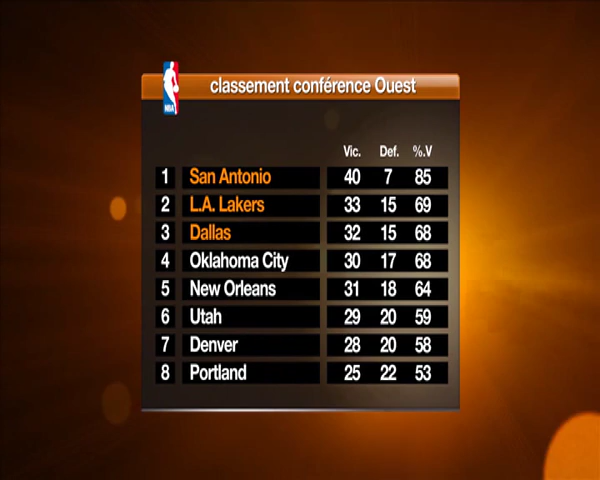 classement conférence Ouest
NBA
Vic. Def. %.V
1 San Antonio 40 7 85
2 L.A. Lakers 33 15 69
3 Dallas 32 15 68
4 Oklahoma City 30 17 68
5 New Orleans 31 18 64
6 Utah 29 20 59
7 Denver 28 20 58
8 Portland 25 22 53